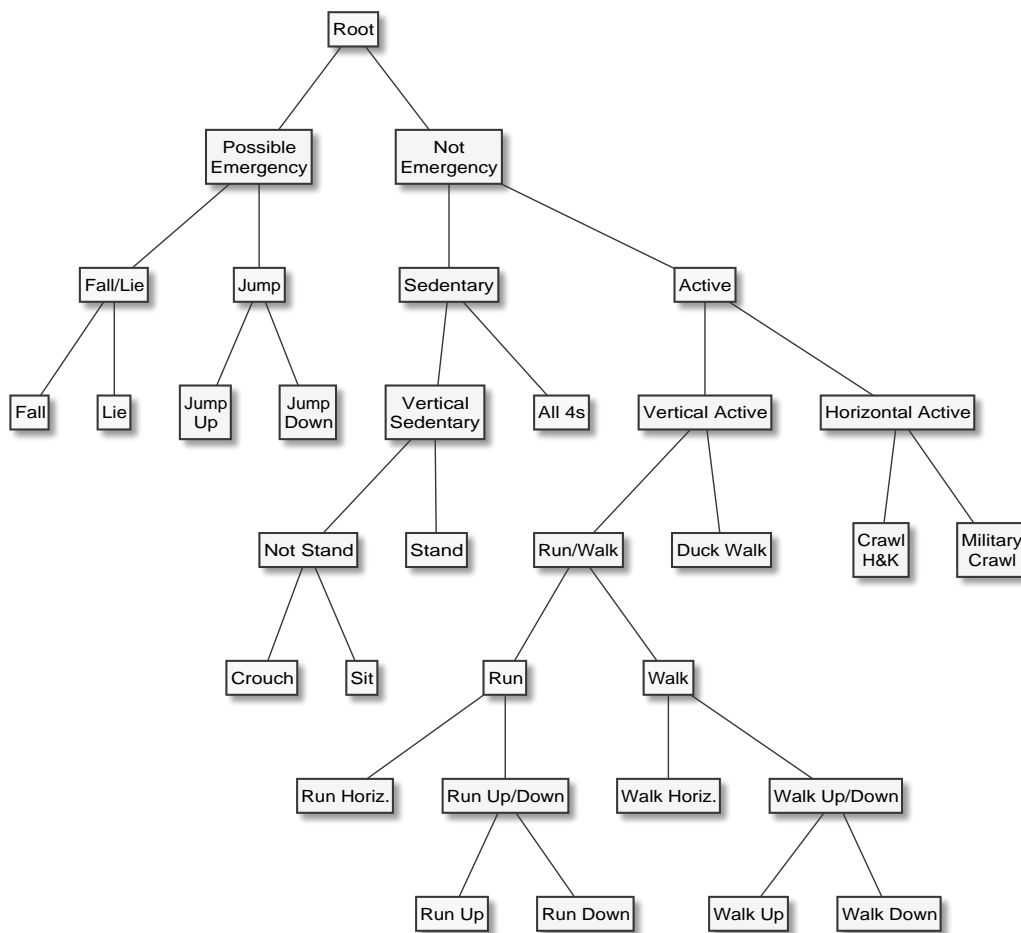 Root
Possible
Emergency
Not
Emergency
Fall/Lie
Jump
Sedentary
Active
Fall
Lie
Jump
Up
Jump
Down
Vertical
Sedentary
All 4s
Vertical Active
Horizontal Active
Not Stand
Stand
Run/Walk
Duck Walk
Crawl
H&K
Military
Crawl
Crouch
Sit
Run
Walk
Run Horiz.
Run Up/Down
Walk Horiz.
Walk Up/Down
Run Up
Run Down
Walk Up
Walk Down